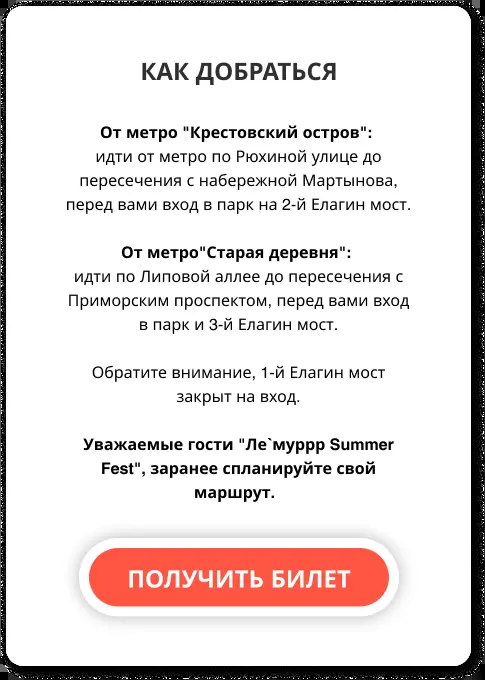 КАК ДОБРАТЬСЯ
От метро "Крестовский остров":
идти от метро по Рюхиной улице до
пересечения с набережной Мартынова,
перед вами вход в парк на 2-й Елагин мост.
От метро"Старая деревня":
идти по Липовой аллее до пересечения с
Приморским проспектом, перед вами вход
в парк и 3-й Елагин мост.
Обратите внимание, 1-й Елагин мост
закрыт на вход.
Уважаемые гости "Ле`муррр Summer
Fest", заранее спланируйте свой
маршрут.
ПОЛУЧИТЬ БИЛЕТ